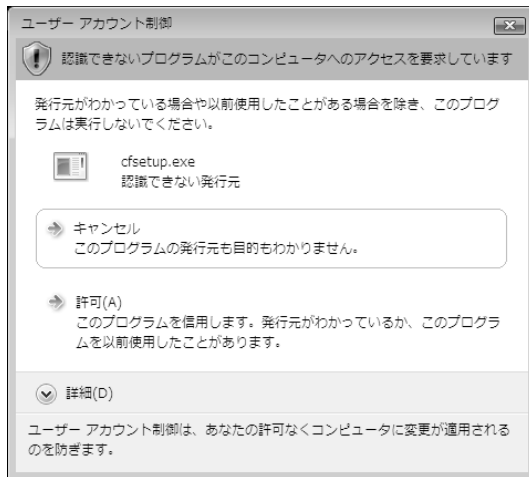 ユーザー アカウント制御
認識できないプログラムがこのコンピュータへのアクセスを要求しています
発行元がわかっている場合や以前使用したことがある場合を除き、このプログ
ラムは実行しないでください。
cfsetup.exe
認識できない発行元
キャンセル
このプログラムの発行元も目的もわかりません。
許可(A)
このプログラムを信用します。発行元がわかっているか、このプログラ
ムを以前使用したことがあります。
詳細(D)
ユーザー アカウント制御は、あなたの許可なくコンピュータに変更が適用される
のを防ぎます。